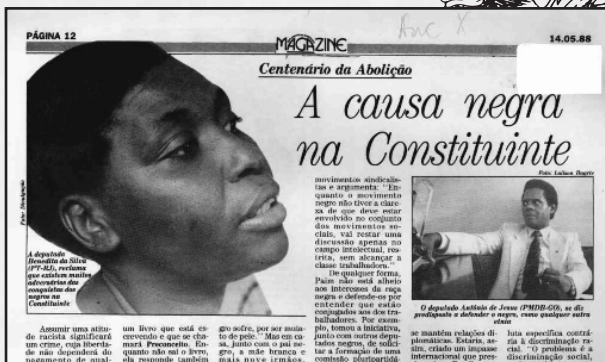 PÁGINA 12
MAGAZINE
14.05.88
Centenário da Abolição
A causa negra
na Constituinte
Foto: Divulgação
A deputada
Benedita da Silva
(PT-RJ), reclama
que existem muitos
adversários das
conquistas dos
negros na
Constituinte
Assumir uma atitu-
de racista significará
um crime, cuja liberda-
de não dependerá do
pagamento de qual-
um livro que está es-
crevendo e que se cha-
mará Preconceito. En-
quanto não sai o livro,
ela responde também
gro sofre, por ser mula-
to de pele." "Mas em ca-
sa, junto com o pai ne-
gro, a mãe branca e
mais nove irmãos,
movimentos sindicalis-
tas e argumenta: "En-
quanto o movimento
negro não tiver a clare-
za de que deve estar
envolvido no conjunto
dos movimentos so-
ciais, vai restar uma
discussão apenas no
campo intelectual, res-
trita, sem alcançar a
classe trabalhadora."
De qualquer forma,
Paim não está alheio
aos interesses da raça
negra e defende-os por
entender que estão
conjugados aos dos tra-
balhadores. Por exem-
plo, tomou a iniciativa,
junto com outros depu-
tados negros, de solici-
tar a formação de uma
comissão pluripartidá-
Foto:
O deputado Antônio de Jesus (PMDB-GO), se diz
predisposto a defender o negro, como qualquer outra
etnia
se mantém relações di-
plomáticas. Estaria, as-
sim, criado um impasse
internacional que pres-
luta específica contrá-
ria à discriminação ra-
cial. "O problema é a
discriminação social,